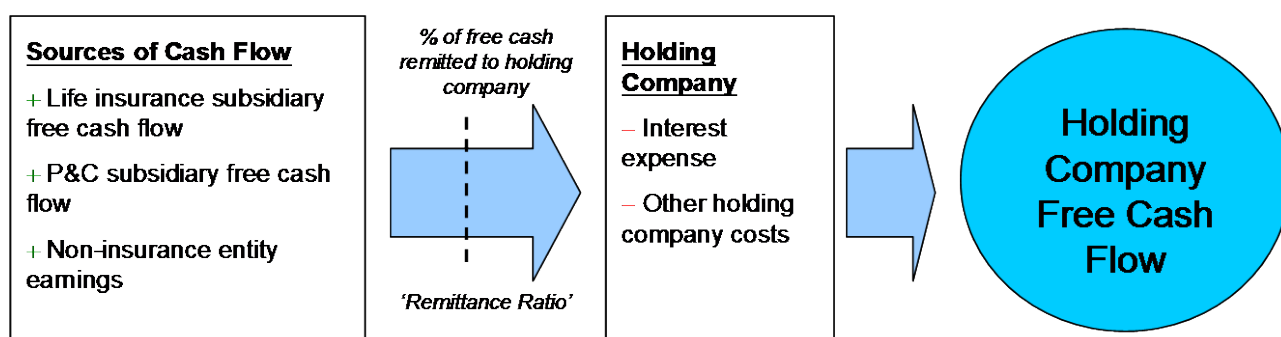 Sources of Cash Flow
+ Life insurance subsidiary
free cash flow
+ P&C subsidiary free cash
flow
+ Non-insurance entity
earnings
% of free cash
remitted to holding
company
'Remittance Ratio'
Holding
Company
– Interest
expense
– Other holding
company costs
Holding
Company
Free Cash
Flow